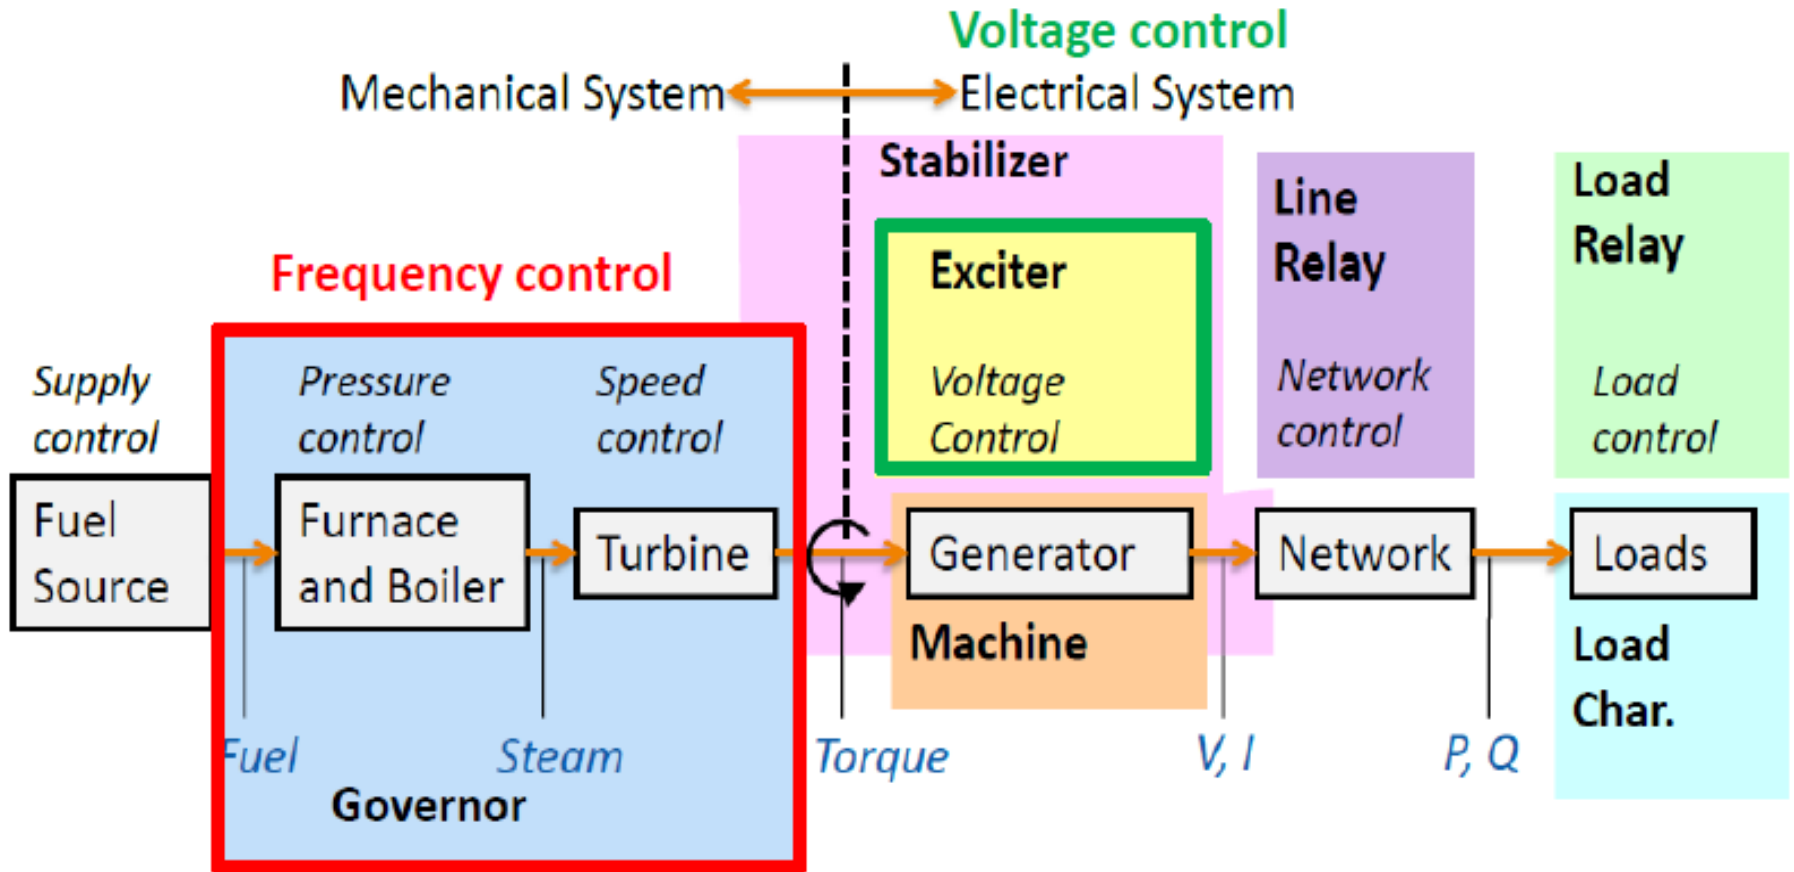 Voltage control
Mechanical System
Electrical System
Stabilizer
Line
Relay
Load
Relay
Frequency control
Exciter
Supply
control
Pressure
control
Speed
control
Voltage
Control
Network
control
Load
control
Fuel
Source
Furnace
and Boiler
Turbine
Generator
Network
Loads
Machine
Load
Char.
Fuel
Steam
Torque
V, I
P, Q
Governor